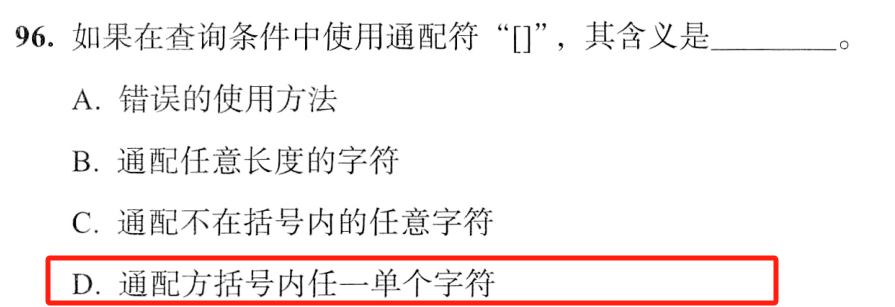 96. 如果在查询条件中使用通配符“[]”，其含义是________。
A. 错误的使用方法
B. 通配任意长度的字符
C. 通配不在括号内的任意字符
D. 通配方括号内任一单个字符